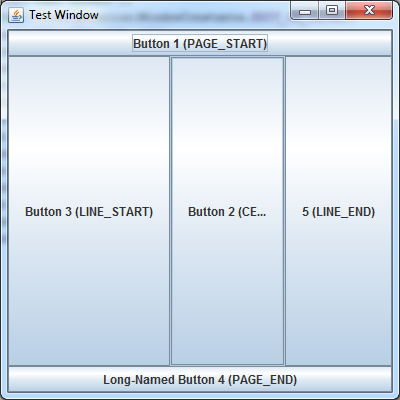 Test Window
Button 1 (PAGE_START)
Button 3 (LINE_START)
Button 2 (CE...
5 (LINE_END)
Long-Named Button 4 (PAGE_END)